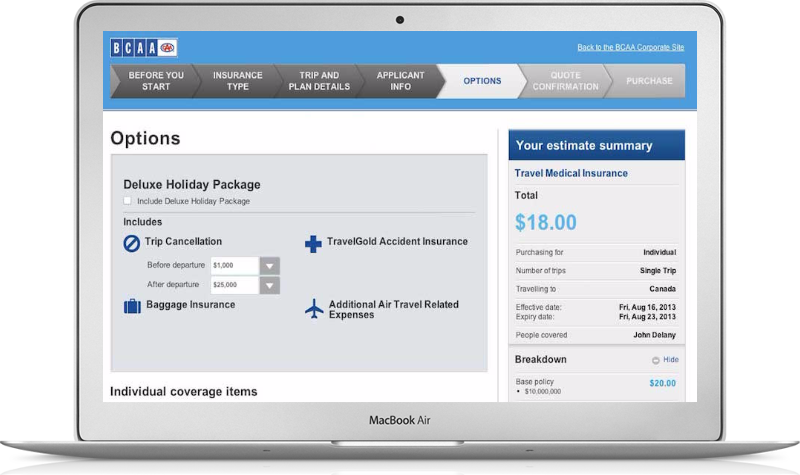 BCAA
Back to the BCAA Corporate Site
BEFORE YOU
START
INSURANCE
TYPE
TRIP AND
PLAN DETAILS
APPLICANT
INFO
OPTIONS
QUOTE
CONFIRMATION
PURCHASE
Options
Deluxe Holiday Package
Include Deluxe Holiday Package
Includes
Trip Cancellation
Before departure $1,000
After departure $25,000
TravelGold Accident Insurance
Baggage Insurance
Additional Air Travel Related
Expenses
Individual coverage items
Your estimate summary
Travel Medical Insurance
Total
$18.00
Purchasing for Individual
Number of trips Single Trip
Travelling to Canada
Effective date: Fri, Aug 16, 2013
Expiry date: Fri, Aug 23, 2013
People covered John Delany
Breakdown Hide
Base policy $20.00
• $10,000,000
MacBook Air